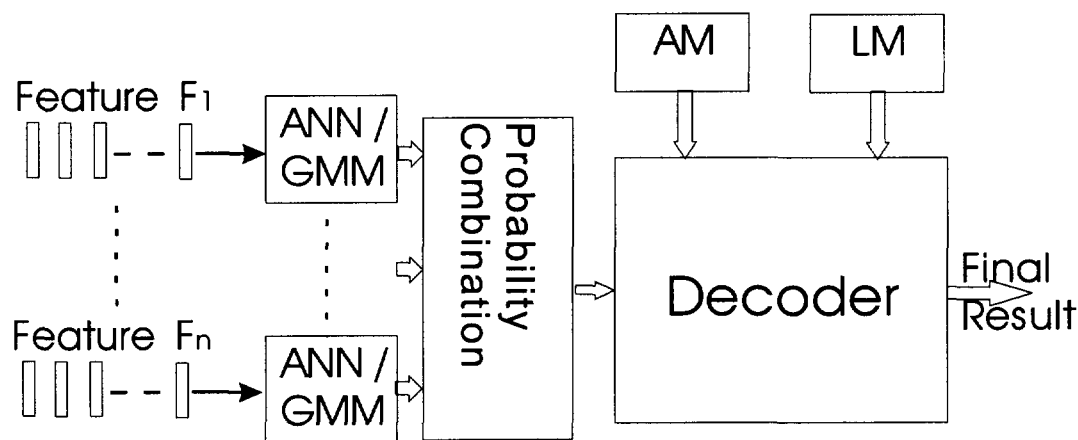 AM
LM
Feature F1
ANN /
GMM
Probability
Combination
Decoder
Final
Result
Feature Fn
ANN /
GMM